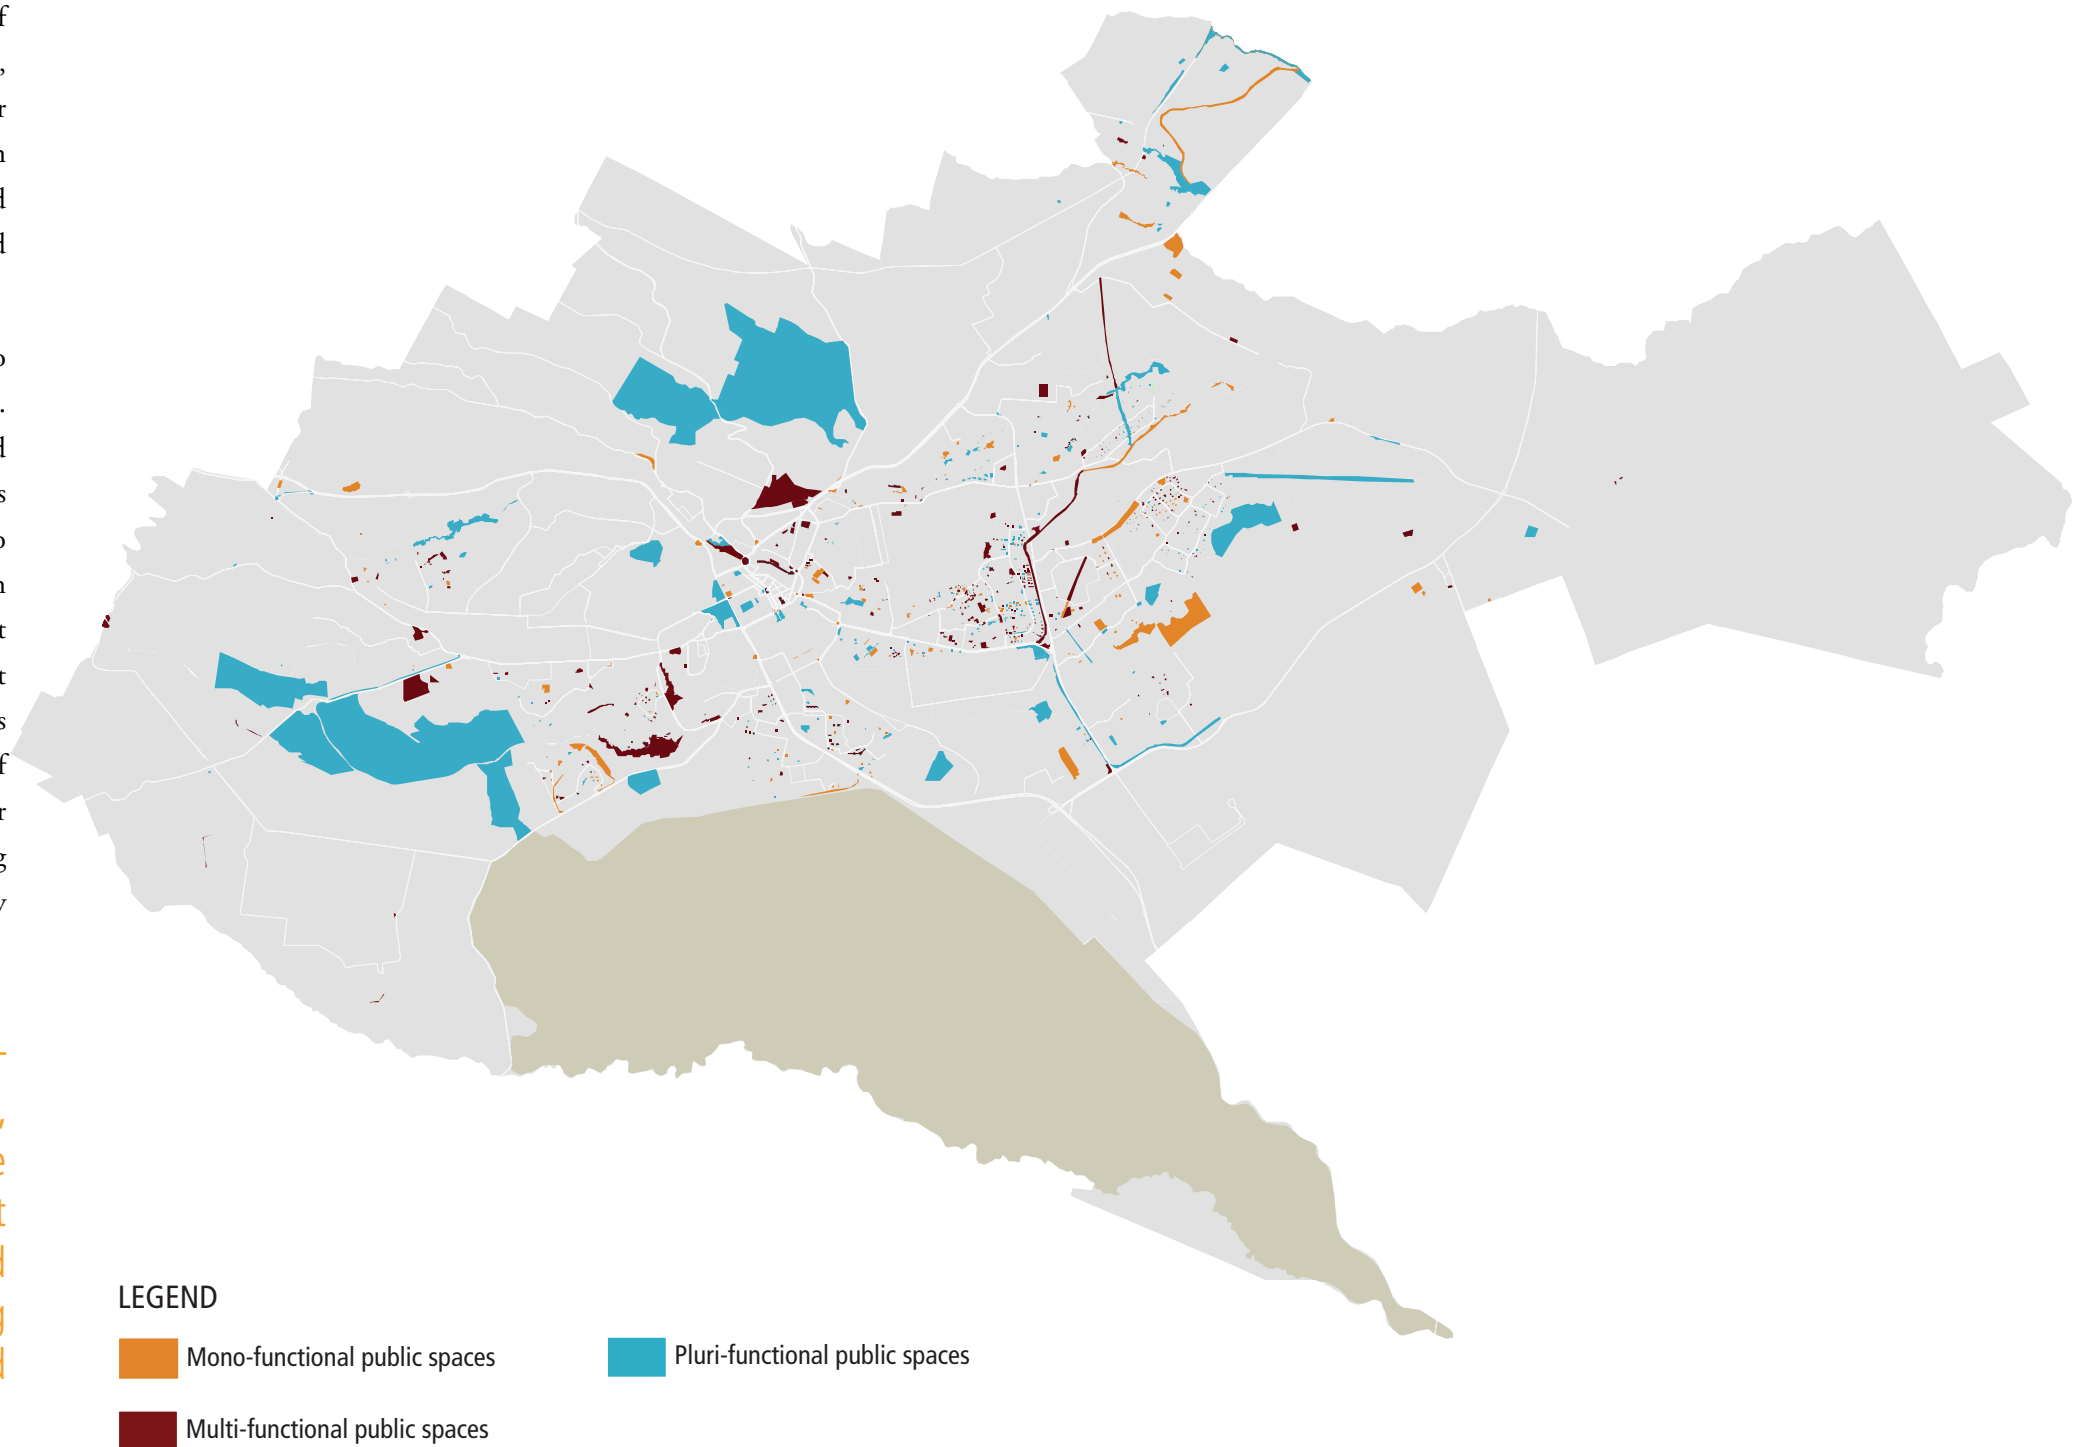 LEGEND
Mono-functional public spaces
Pluri-functional public spaces
Multi-functional public spaces